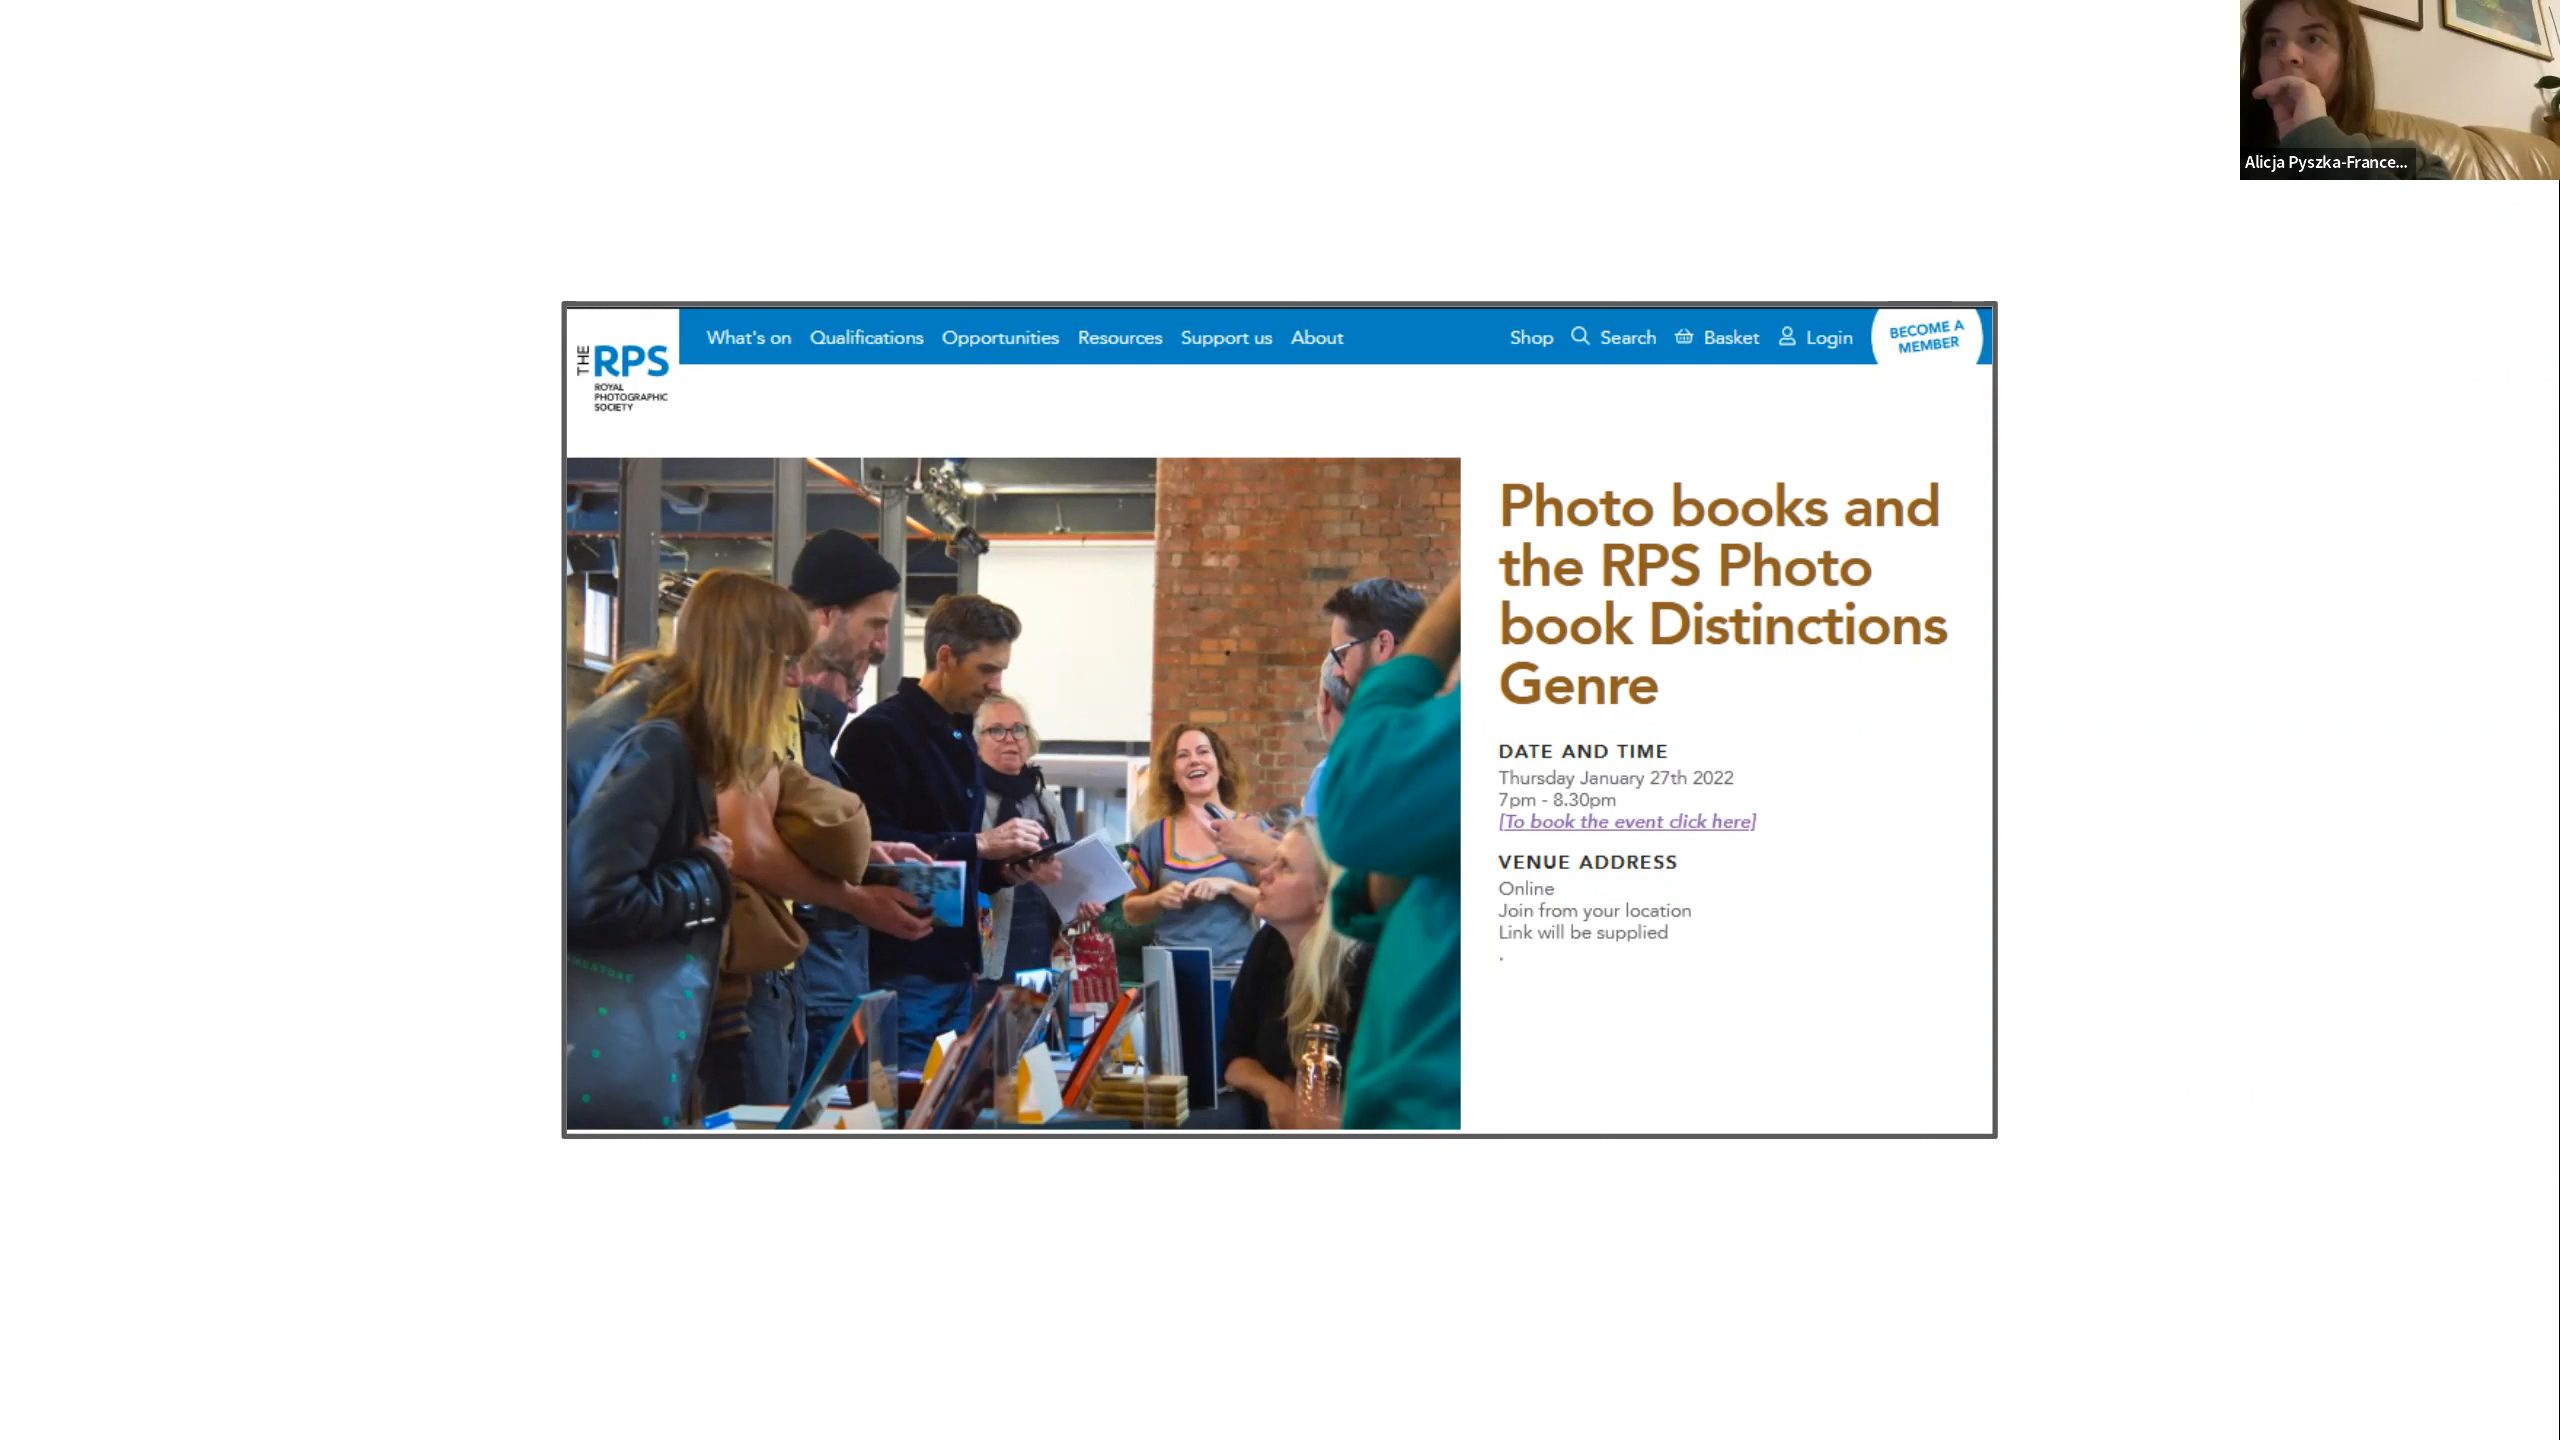 Alicja Pyszka-France...
What's on Qualifications Opportunities Resources Support us About
Shop Search Basket Login
BECOME A
MEMBER
THE RPS
ROYAL
PHOTOGRAPHIC
SOCIETY
Photo books and
the RPS Photo
book Distinctions
Genre
DATE AND TIME
Thursday January 27th 2022
7pm - 8.30pm
[To book the event click here]
VENUE ADDRESS
Online
Join from your location
Link will be supplied
.